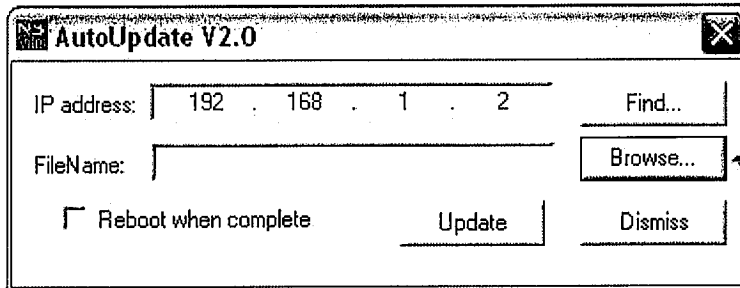 AutoUpdate V2.0
IP address: 192 . 168 . 1 . 2 Find...
FileName: Browse...
Reboot when complete Update Dismiss